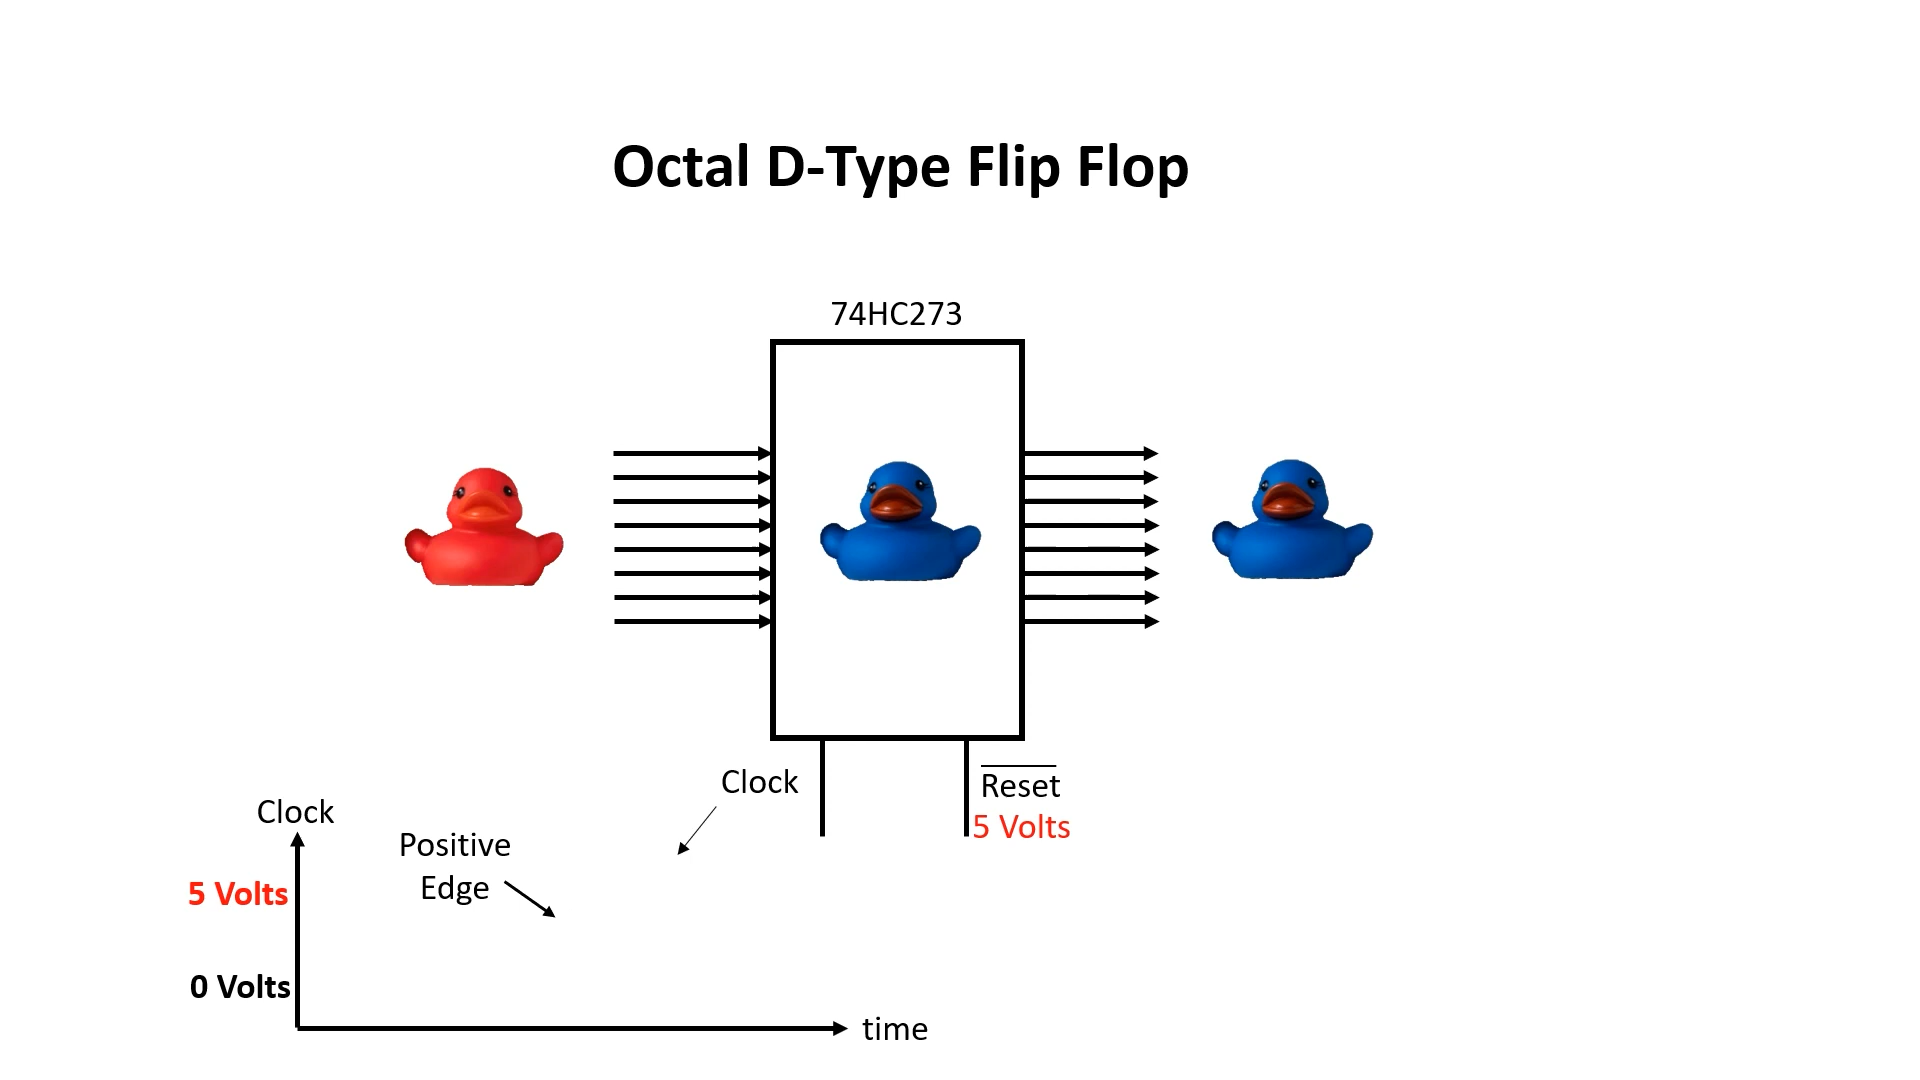 Octal D-Type Flip Flop
74HC273
Clock
Reset
5 Volts
Clock
Positive
Edge
5 Volts
0 Volts
time